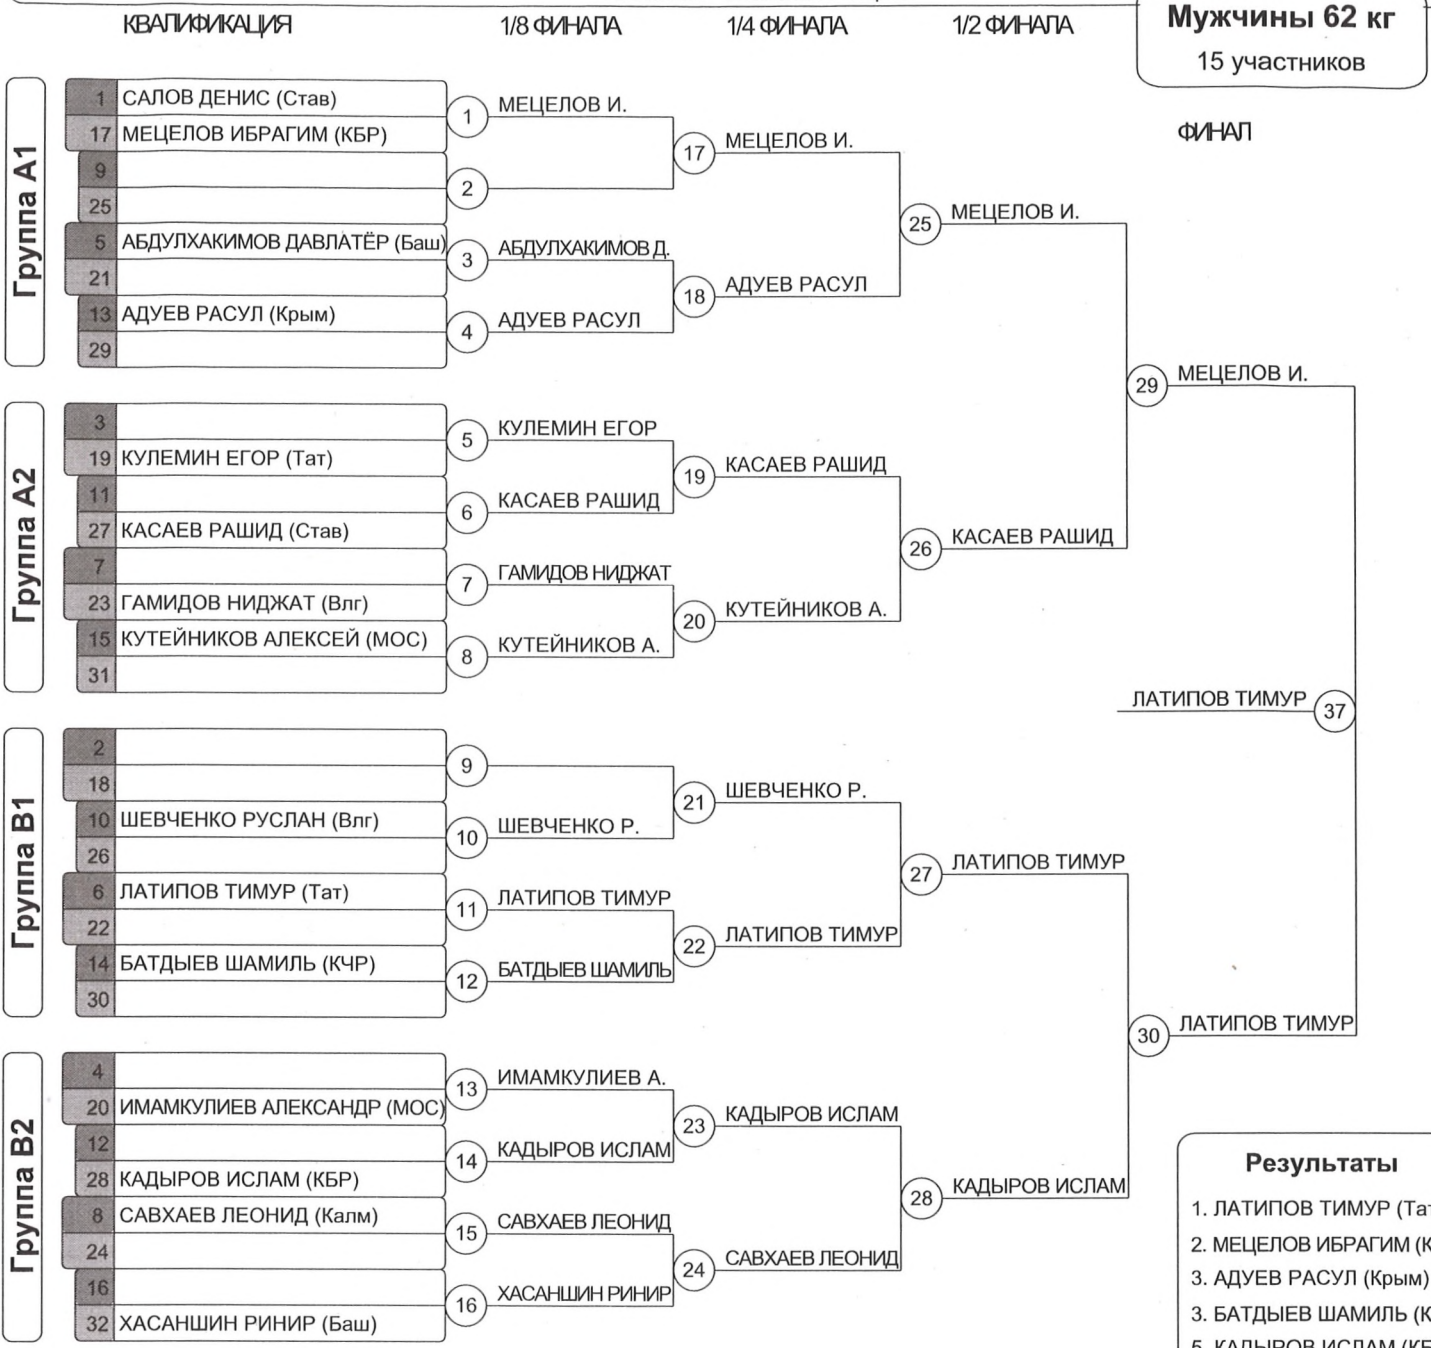 КВАЛИФИКАЦИЯ 1/8 ФИНАЛА 1/4 ФИНАЛА 1/2 ФИНАЛА
Мужчины 62 кг
15 участников
ФИНАЛ
Группа A1
1 САЛОВ ДЕНИС (Став)
17 МЕЦЕЛОВ ИБРАГИМ (КБР)
9
25
5 АБДУЛХАКИМОВ ДАВЛАТЁР (Баш)
21
13 АДУЕВ РАСУЛ (Крым)
29
1 МЕЦЕЛОВ И.
2
3 АБДУЛХАКИМОВ Д.
4 АДУЕВ РАСУЛ
17 МЕЦЕЛОВ И.
18 АДУЕВ РАСУЛ
25 МЕЦЕЛОВ И.
Группа A2
3
19 КУЛЕМИН ЕГОР (Тат)
11
27 КАСАЕВ РАШИД (Став)
7
23 ГАМИДОВ НИДЖАТ (Влг)
15 КУТЕЙНИКОВ АЛЕКСЕЙ (МОС)
31
5 КУЛЕМИН ЕГОР
6 КАСАЕВ РАШИД
7 ГАМИДОВ НИДЖАТ
8 КУТЕЙНИКОВ А.
19 КАСАЕВ РАШИД
20 КУТЕЙНИКОВ А.
26 КАСАЕВ РАШИД
29 МЕЦЕЛОВ И.
Группа B1
2
18
10 ШЕВЧЕНКО РУСЛАН (Влг)
26
6 ЛАТИПОВ ТИМУР (Тат)
22
14 БАТДЫЕВ ШАМИЛЬ (КЧР)
30
9
10 ШЕВЧЕНКО Р.
11 ЛАТИПОВ ТИМУР
12 БАТДЫЕВ ШАМИЛЬ
21 ШЕВЧЕНКО Р.
22 ЛАТИПОВ ТИМУР
27 ЛАТИПОВ ТИМУР
Группа B2
4
20 ИМАМКУЛИЕВ АЛЕКСАНДР (МОС)
12
28 КАДЫРОВ ИСЛАМ (КБР)
8 САВХАЕВ ЛЕОНИД (Калм)
24
16
32 ХАСАНШИН РИНИР (Баш)
13 ИМАМКУЛИЕВ А.
14 КАДЫРОВ ИСЛАМ
15 САВХАЕВ ЛЕОНИД
16 ХАСАНШИН РИНИР
23 КАДЫРОВ ИСЛАМ
24 САВХАЕВ ЛЕОНИД
28 КАДЫРОВ ИСЛАМ
30 ЛАТИПОВ ТИМУР
ЛАТИПОВ ТИМУР 37
Результаты
1. ЛАТИПОВ ТИМУР (Тат
2. МЕЦЕЛОВ ИБРАГИМ (К
3. АДУЕВ РАСУЛ (Крым)
3. БАТДЫЕВ ШАМИЛЬ (К
5. КАДЫРОВ ИСЛАМ (КБ